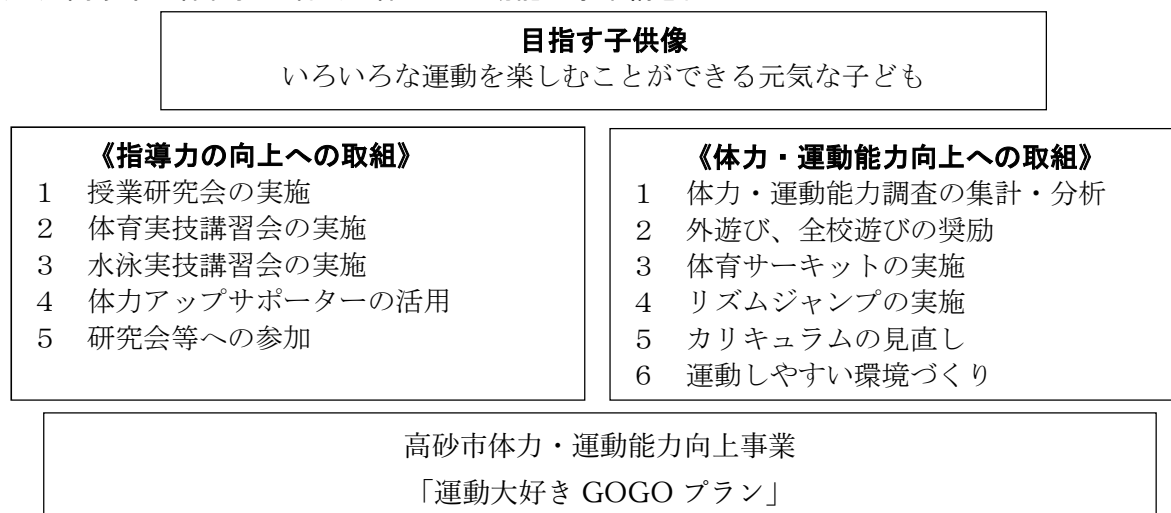 目指す子供像
いろいろな運動を楽しむことができる元気な子ども
《指導力の向上への取組》
1 授業研究会の実施
2 体育実技講習会の実施
3 水泳実技講習会の実施
4 体力アップサポーターの活用
5 研究会等への参加
《体力・運動能力向上への取組》
1 体力・運動能力調査の集計・分析
2 外遊び、全校遊びの奨励
3 体育サーキットの実施
4 リズムジャンプの実施
5 カリキュラムの見直し
6 運動しやすい環境づくり
高砂市体力・運動能力向上事業
「運動大好き GOGO プラン」